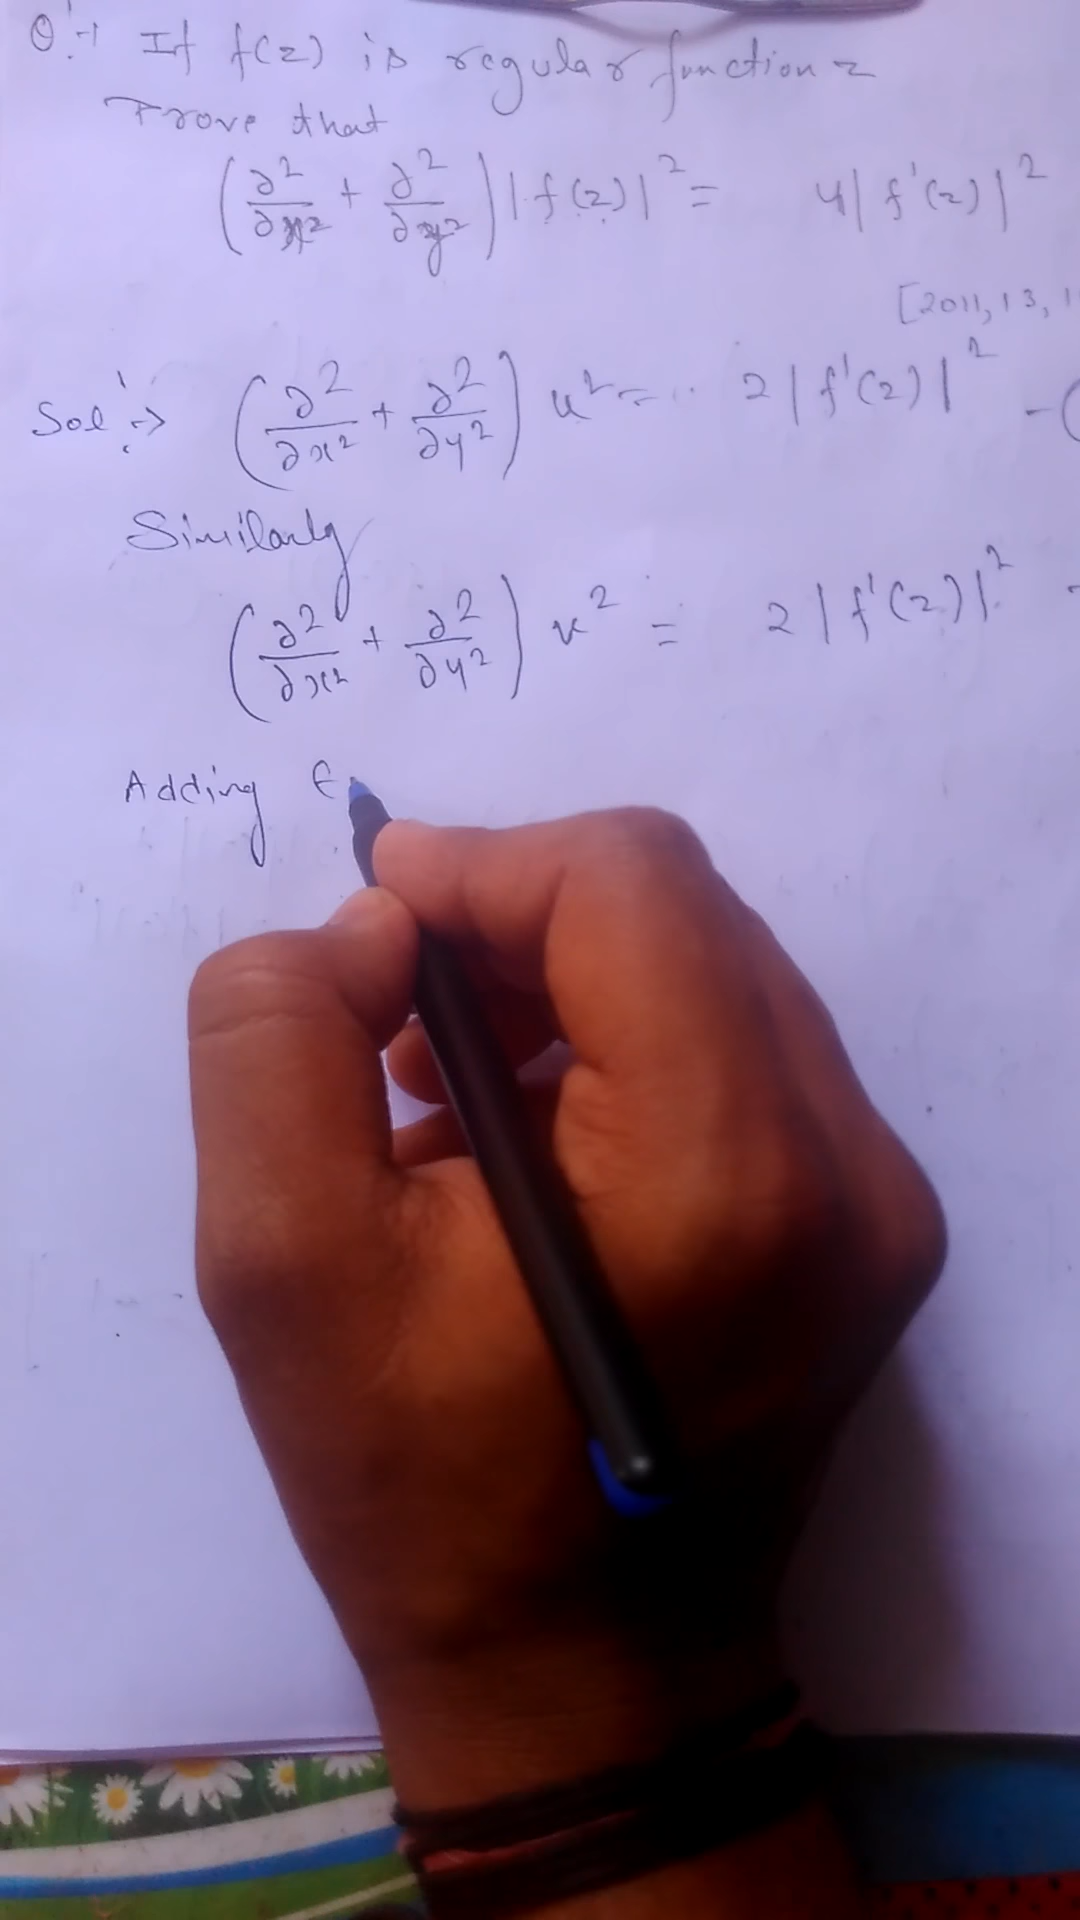 Q.1 If f(z) is regular function z
Prove that
(∂²/∂x² + ∂²/∂y²) |f(z)|² = 4|f'(z)|²
[2011, 13, 1
Sol:→ (∂²/∂x² + ∂²/∂y²) u² = 2|f'(z)|² - (
Similarly
(∂²/∂x² + ∂²/∂y²) v² = 2|f'(z)|² -
Adding E